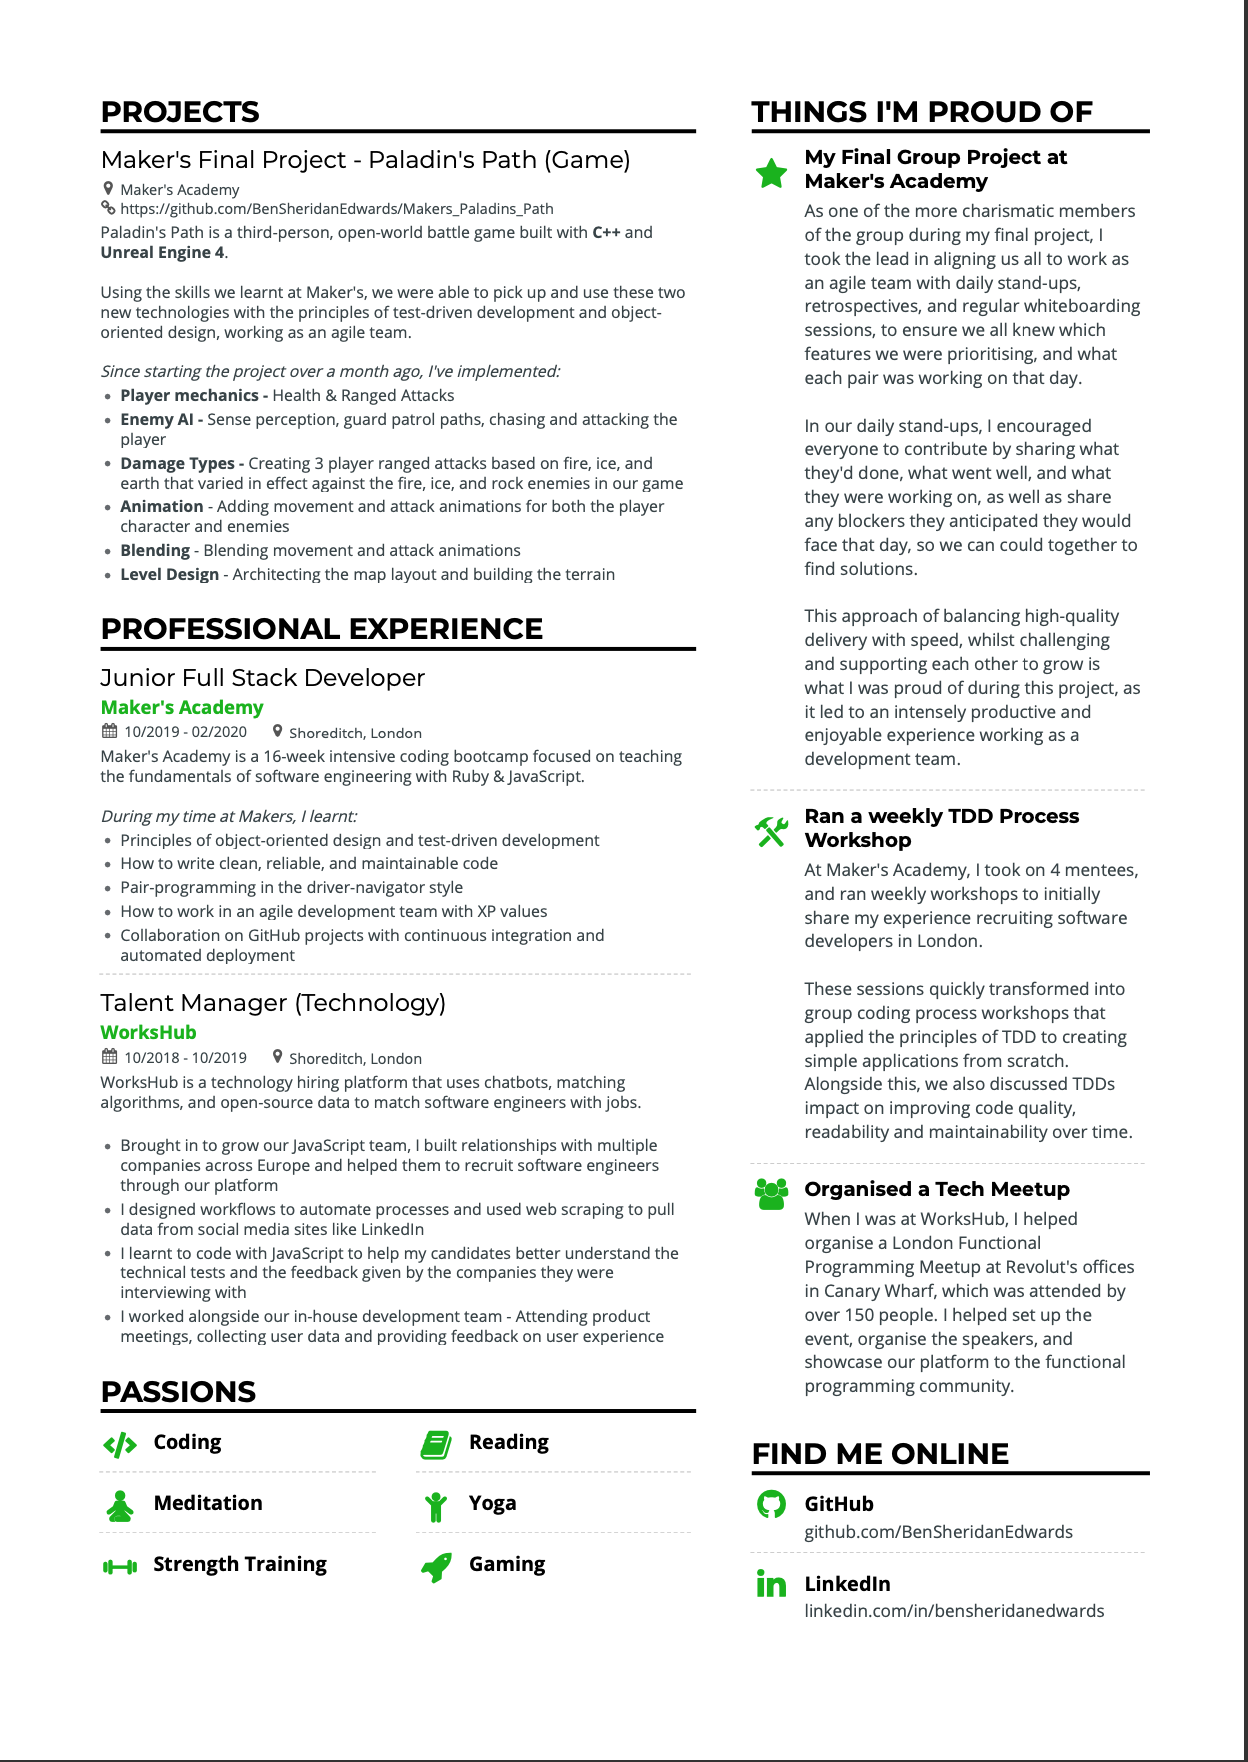 PROJECTS
Maker's Final Project - Paladin's Path (Game)
Maker's Academy
https://github.com/BenSheridanEdwards/Makers_Paladins_Path
Paladin's Path is a third-person, open-world battle game built with C++ and
Unreal Engine 4.
Using the skills we learnt at Maker's, we were able to pick up and use these two
new technologies with the principles of test-driven development and object-
oriented design, working as an agile team.
Since starting the project over a month ago, I've implemented:
• Player mechanics - Health & Ranged Attacks
• Enemy AI - Sense perception, guard patrol paths, chasing and attacking the
player
• Damage Types - Creating 3 player ranged attacks based on fire, ice, and
earth that varied in effect against the fire, ice, and rock enemies in our game
• Animation - Adding movement and attack animations for both the player
character and enemies
• Blending - Blending movement and attack animations
• Level Design - Architecting the map layout and building the terrain
PROFESSIONAL EXPERIENCE
Junior Full Stack Developer
Maker's Academy
10/2019 - 02/2020 Shoreditch, London
Maker's Academy is a 16-week intensive coding bootcamp focused on teaching
the fundamentals of software engineering with Ruby & JavaScript.
During my time at Makers, I learnt:
• Principles of object-oriented design and test-driven development
• How to write clean, reliable, and maintainable code
• Pair-programming in the driver-navigator style
• How to work in an agile development team with XP values
• Collaboration on GitHub projects with continuous integration and
automated deployment
Talent Manager (Technology)
WorksHub
10/2018 - 10/2019 Shoreditch, London
WorksHub is a technology hiring platform that uses chatbots, matching
algorithms, and open-source data to match software engineers with jobs.
• Brought in to grow our JavaScript team, I built relationships with multiple
companies across Europe and helped them to recruit software engineers
through our platform
• I designed workflows to automate processes and used web scraping to pull
data from social media sites like LinkedIn
• I learnt to code with JavaScript to help my candidates better understand the
technical tests and the feedback given by the companies they were
interviewing with
• I worked alongside our in-house development team - Attending product
meetings, collecting user data and providing feedback on user experience
PASSIONS
Coding
Reading
Meditation
Yoga
Strength Training
Gaming
THINGS I'M PROUD OF
My Final Group Project at
Maker's Academy
As one of the more charismatic members
of the group during my final project, I
took the lead in aligning us all to work as
an agile team with daily stand-ups,
retrospectives, and regular whiteboarding
sessions, to ensure we all knew which
features we were prioritising, and what
each pair was working on that day.
In our daily stand-ups, I encouraged
everyone to contribute by sharing what
they'd done, what went well, and what
they were working on, as well as share
any blockers they anticipated they would
face that day, so we can could together to
find solutions.
This approach of balancing high-quality
delivery with speed, whilst challenging
and supporting each other to grow is
what I was proud of during this project, as
it led to an intensely productive and
enjoyable experience working as a
development team.
Ran a weekly TDD Process
Workshop
At Maker's Academy, I took on 4 mentees,
and ran weekly workshops to initially
share my experience recruiting software
developers in London.
These sessions quickly transformed into
group coding process workshops that
applied the principles of TDD to creating
simple applications from scratch.
Alongside this, we also discussed TDDs
impact on improving code quality,
readability and maintainability over time.
Organised a Tech Meetup
When I was at WorksHub, I helped
organise a London Functional
Programming Meetup at Revolut's offices
in Canary Wharf, which was attended by
over 150 people. I helped set up the
event, organise the speakers, and
showcase our platform to the functional
programming community.
FIND ME ONLINE
GitHub
github.com/BenSheridanEdwards
LinkedIn
linkedin.com/in/bensheridanedwards